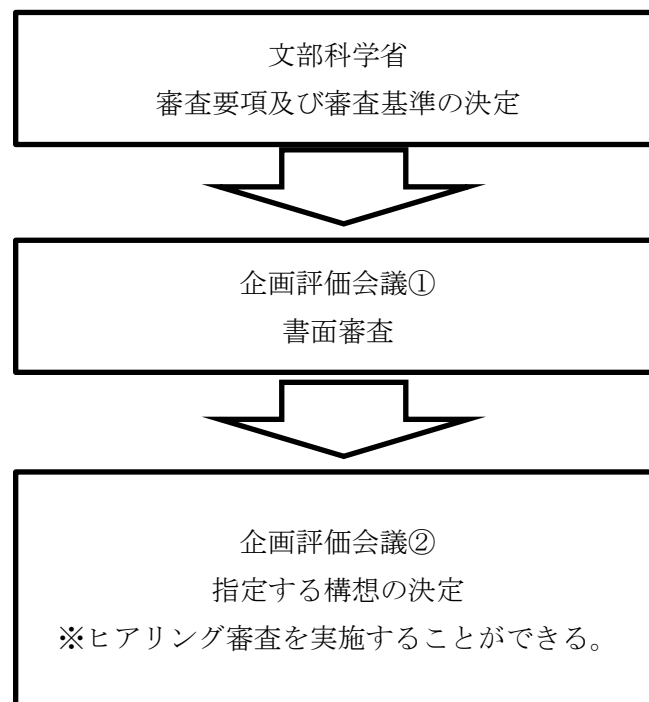 文部科学省
審査要項及び審査基準の決定
企画評価会議①
書面審査
企画評価会議②
指定する構想の決定
※ヒアリング審査を実施することができる。